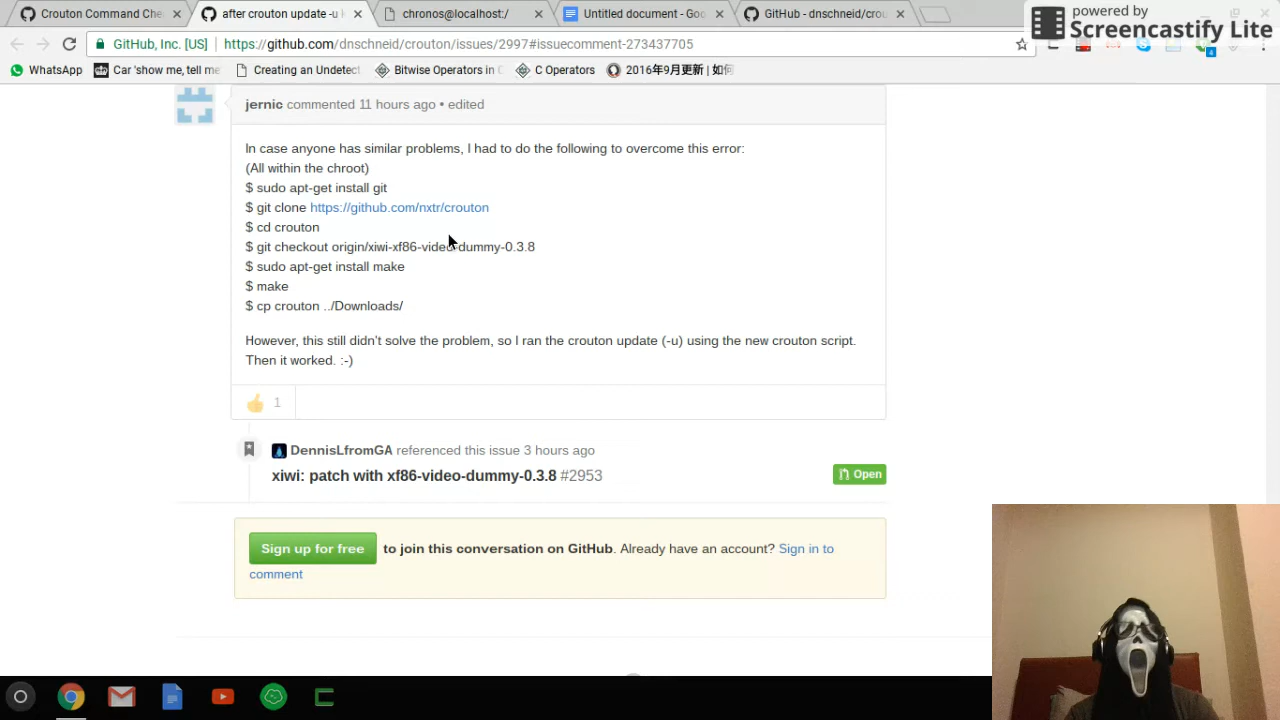 Crouton Command Che
after crouton update -u
chronos@localhost:
Untitled document - Goo
GitHub - dnschneid/crou
powered by
Screencastify Lite
GitHub, Inc. [US]
https://github.com/dnschneid/crouton/issues/2997#issuecomment-273437705
WhatsApp
Car 'show me, tell me
Creating an Undetect
Bitwise Operators in C
C Operators
2016年9月更新 | 如何
jernic commented 11 hours ago • edited
In case anyone has similar problems, I had to do the following to overcome this error:
(All within the chroot)
$ sudo apt-get install git
$ git clone https://github.com/nxtr/crouton
$ cd crouton
$ git checkout origin/xiwi-xf86-video-dummy-0.3.8
$ sudo apt-get install make
$ make
$ cp crouton ../Downloads/
However, this still didn't solve the problem, so I ran the crouton update (-u) using the new crouton script.
Then it worked. :-)
1
DennisLfromGA referenced this issue 3 hours ago
xiwi: patch with xf86-video-dummy-0.3.8 #2953
Open
Sign up for free to join this conversation on GitHub. Already have an account? Sign in to
comment